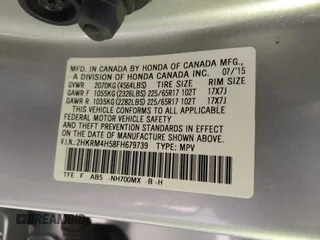 MFD. IN CANADA BY HONDA OF CANADA MFG.,
A DIVISION OF HONDA CANADA INC. 07/15
GVWR 2070KG (4564LBS) TIRE SIZE RIM SIZE
GAWR F 1055KG (2326LBS) 225/65R17 102T 17X7J
GAWR R 1035KG (2282LBS) 225/65R17 102T 17X7J
THIS VEHICLE CONFORMS TO ALL APPLICABLE
FEDERAL MOTOR VEHICLE SAFETY AND THEFT
PREVENTION STANDARDS IN EFFECT ON THE
DATE OF MANUFACTURE SHOWN ABOVE.
V.I.N.: 2HKRM4H58FH679739 TYPE: MPV
TFE F AB5 -NH700MX -B -H
DREAMBID